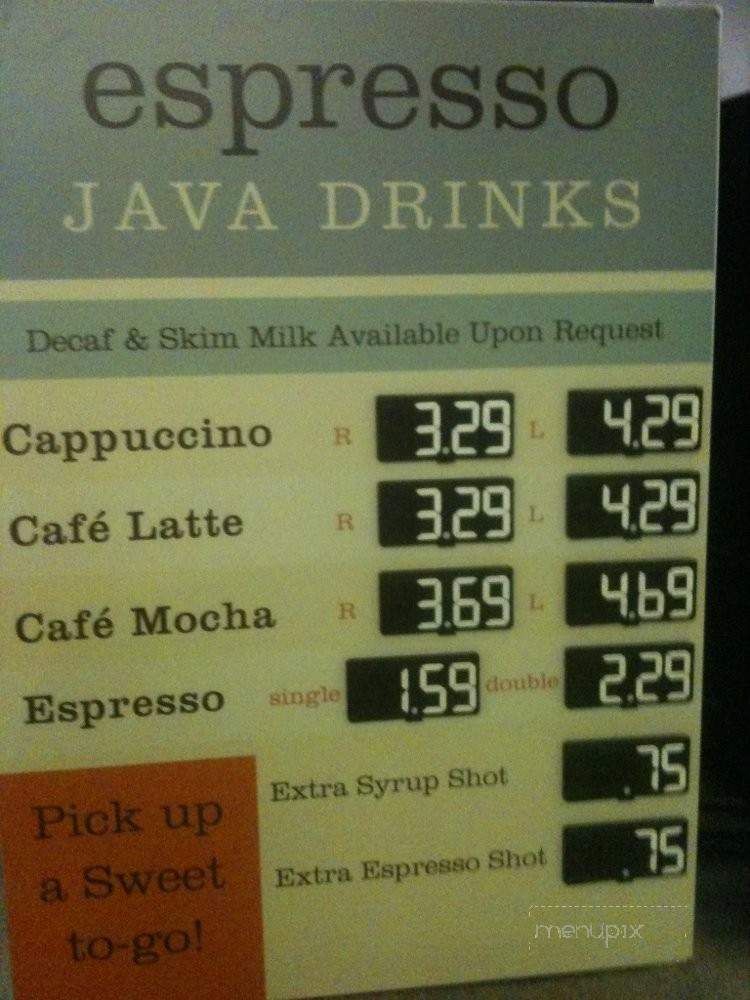 espresso
JAVA DRINKS
Decaf & Skim Milk Available Upon Request
Cappuccino R 3.29 L 4.29
Café Latte R 3.29 L 4.29
Café Mocha R 3.69 L 4.69
Espresso single 1.59 double 2.29
Extra Syrup Shot .75
Extra Espresso Shot .75
Pick up
a Sweet
to-go!
menupix